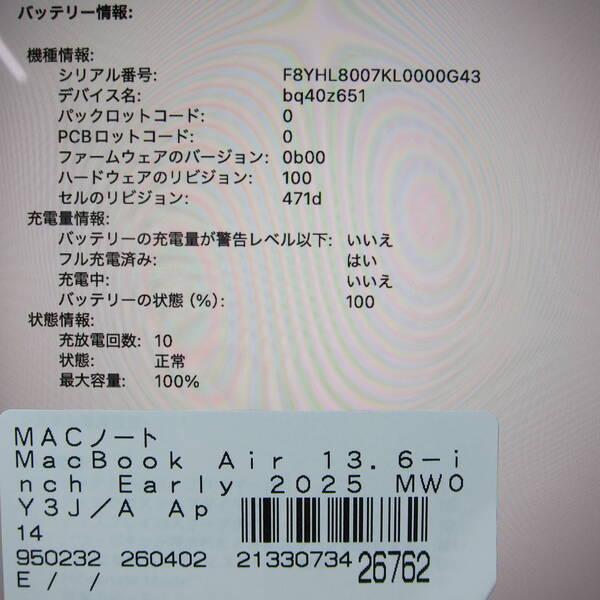 バッテリー情報:
機種情報:
シリアル番号: F8YHL8007KL0000G43
デバイス名: bq40z651
パックロットコード: 0
PCBロットコード: 0
ファームウェアのバージョン: 0b00
ハードウェアのリビジョン: 100
セルのリビジョン: 471d
充電量情報:
バッテリーの充電量が警告レベル以下: いいえ
フル充電済み: はい
充電中: いいえ
バッテリーの状態 (%): 100
状態情報:
充放電回数: 10
状態: 正常
最大容量: 100%
MACノート
MacBook Air 13.6-i
nch Early 2025 MW0
Y3J/A Ap
14
950232 260402 21330734 26762
E / /